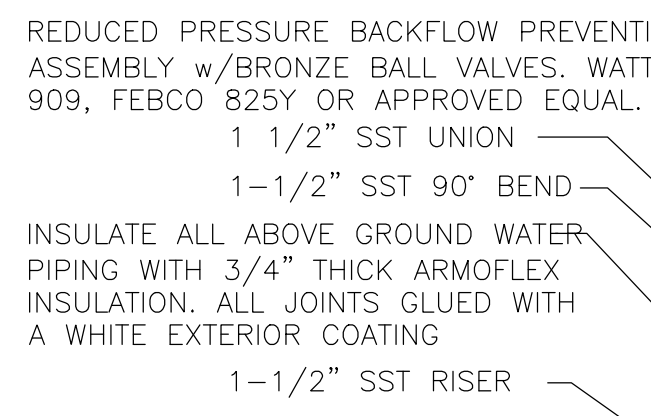 REDUCED PRESSURE BACKFLOW PREVENTI
ASSEMBLY w/BRONZE BALL VALVES. WATT
909, FEBCO 825Y OR APPROVED EQUAL.
1 1/2" SST UNION
1-1/2" SST 90° BEND
INSULATE ALL ABOVE GROUND WATER
PIPING WITH 3/4" THICK ARMOFLEX
INSULATION. ALL JOINTS GLUED WITH
A WHITE EXTERIOR COATING
1-1/2" SST RISER